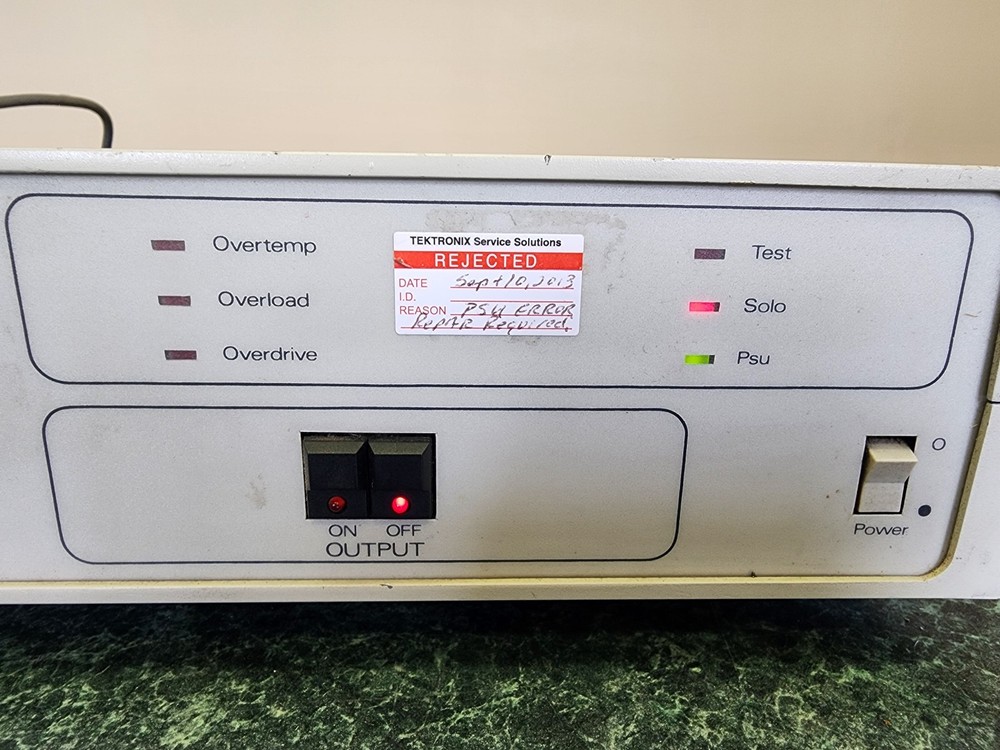 Overtemp
Overload
Overdrive
TEKTRONIX Service Solutions
REJECTED
DATE Sept 10, 2013
I.D.
REASON PSU ERROR
Repair Required.
Test
Solo
Psu
ON OFF
OUTPUT
Power